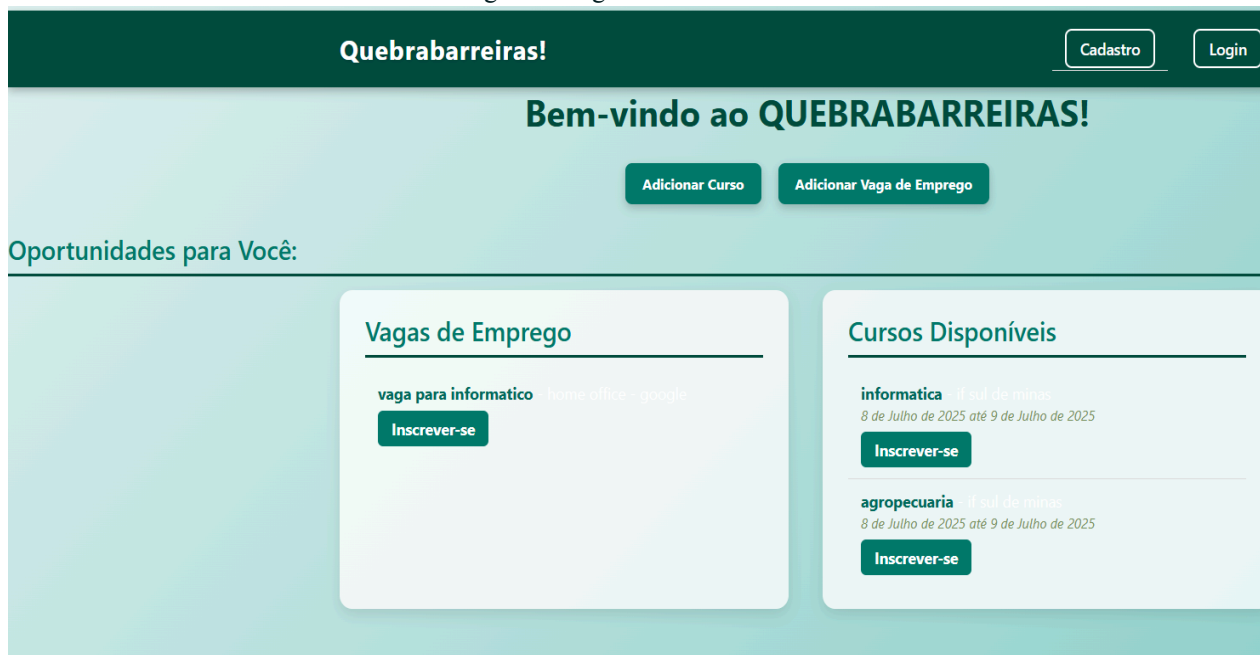 Quebrabarreiras!
Cadastro
Login
Bem-vindo ao QUEBRABARREIRAS!
Adicionar Curso
Adicionar Vaga de Emprego
Oportunidades para Você:
Vagas de Emprego
vaga para informatico - home office - google
Inscrever-se
Cursos Disponíveis
informatica - if sul de minas
8 de Julho de 2025 até 9 de Julho de 2025
Inscrever-se
agropecuaria - if sul de minas
8 de Julho de 2025 até 9 de Julho de 2025
Inscrever-se